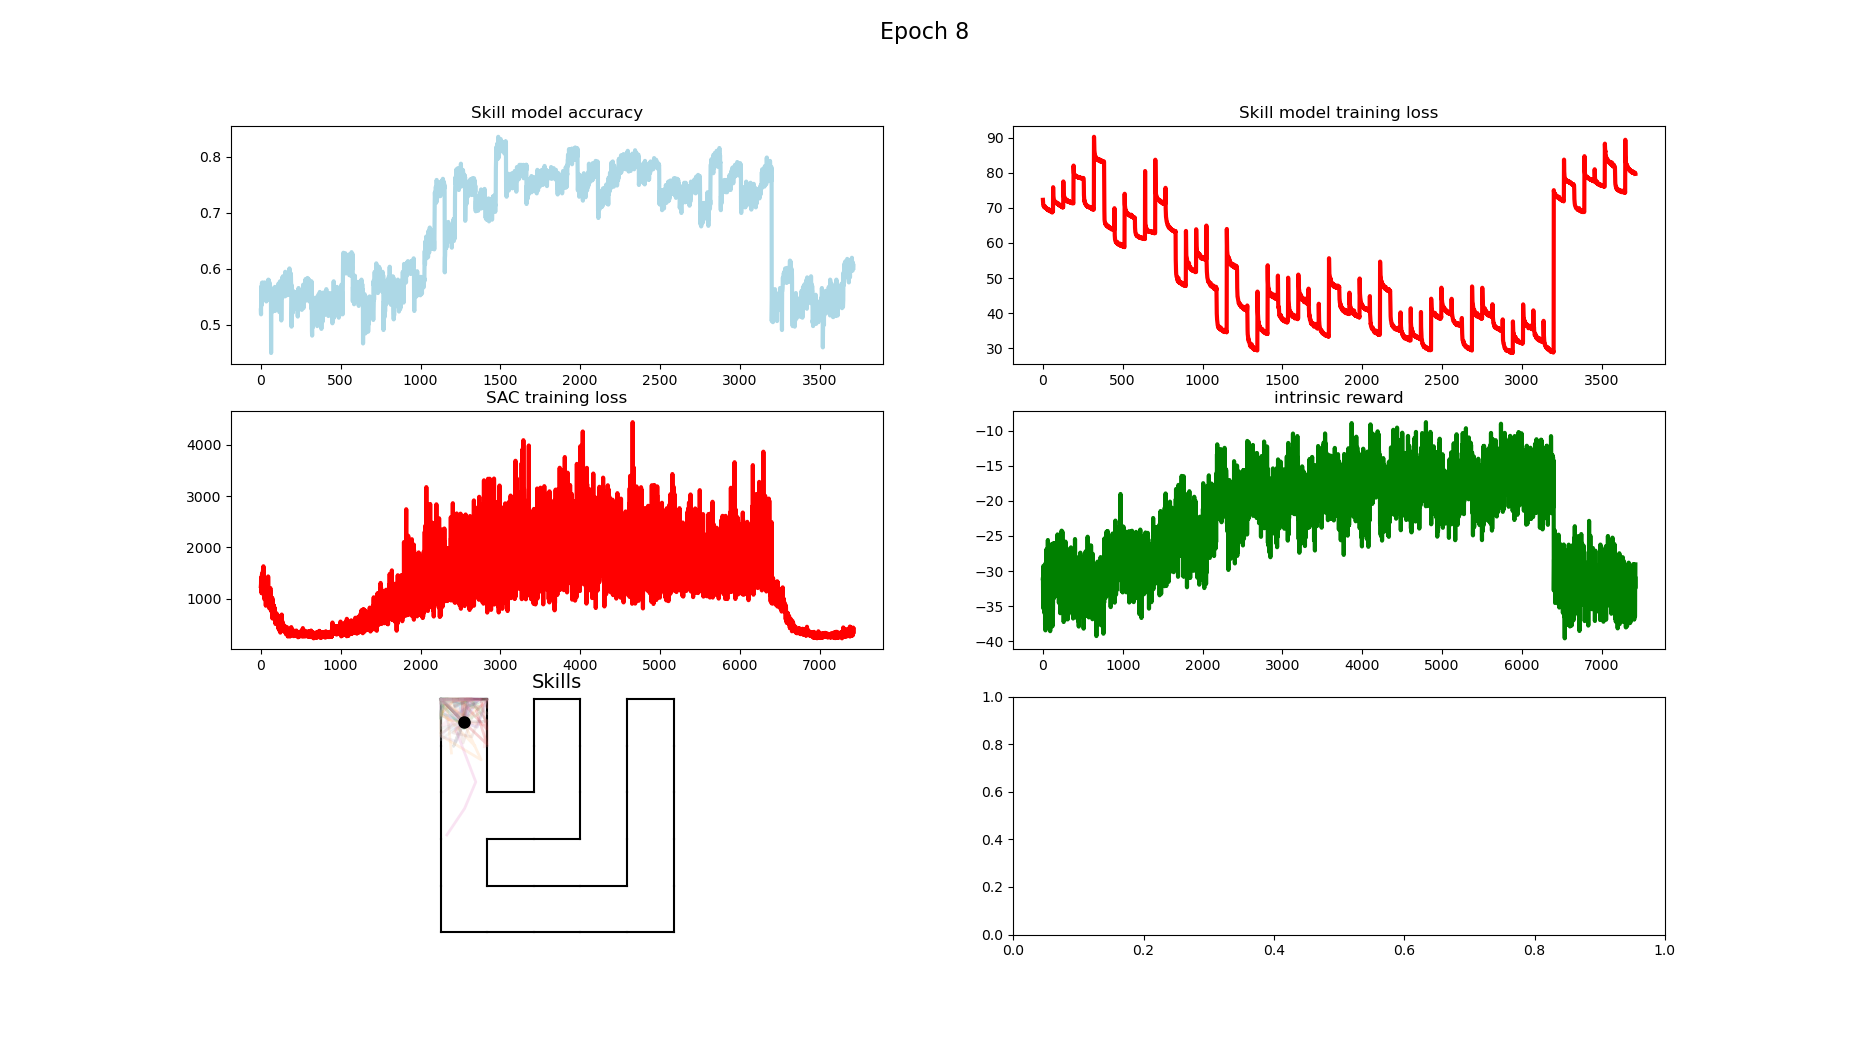 Epoch 8
Skill model accuracy
0.8
0.7
0.6
0.5
0 500 1000 1500 2000 2500 3000 3500
Skill model training loss
90
80
70
60
50
40
30
0 500 1000 1500 2000 2500 3000 3500
SAC training loss
4000
3000
2000
1000
0 1000 2000 3000 4000 5000 6000 7000
intrinsic reward
−10
−15
−20
−25
−30
−35
−40
0 1000 2000 3000 4000 5000 6000 7000
Skills
1.0
0.8
0.6
0.4
0.2
0.0
0.0 0.2 0.4 0.6 0.8 1.0